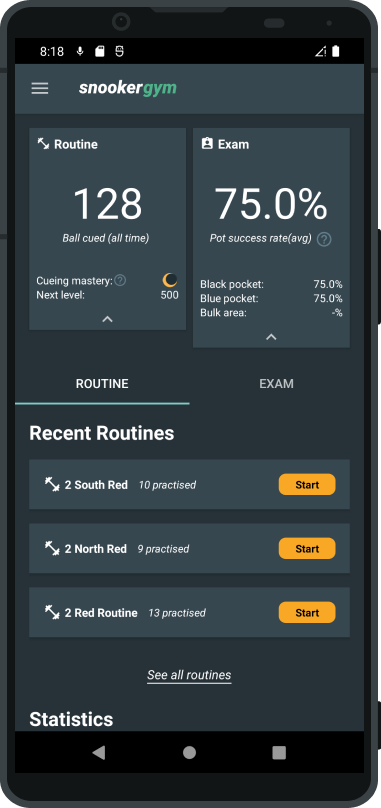 8:18
snookergym
Routine
128
Ball cued (all time)
Cueing mastery:
Next level: 500
Exam
75.0%
Pot success rate(avg)
Black pocket: 75.0%
Blue pocket: 75.0%
Bulk area: -%
ROUTINE EXAM
Recent Routines
2 South Red 10 practised Start
2 North Red 9 practised Start
2 Red Routine 13 practised Start
See all routines
Statistics